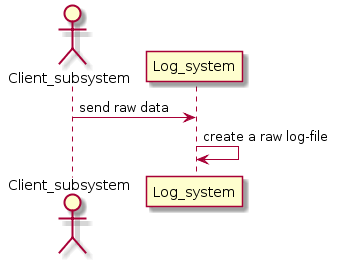 Client_subsystem
Log_system
send raw data
create a raw log-file
Client_subsystem
Log_system